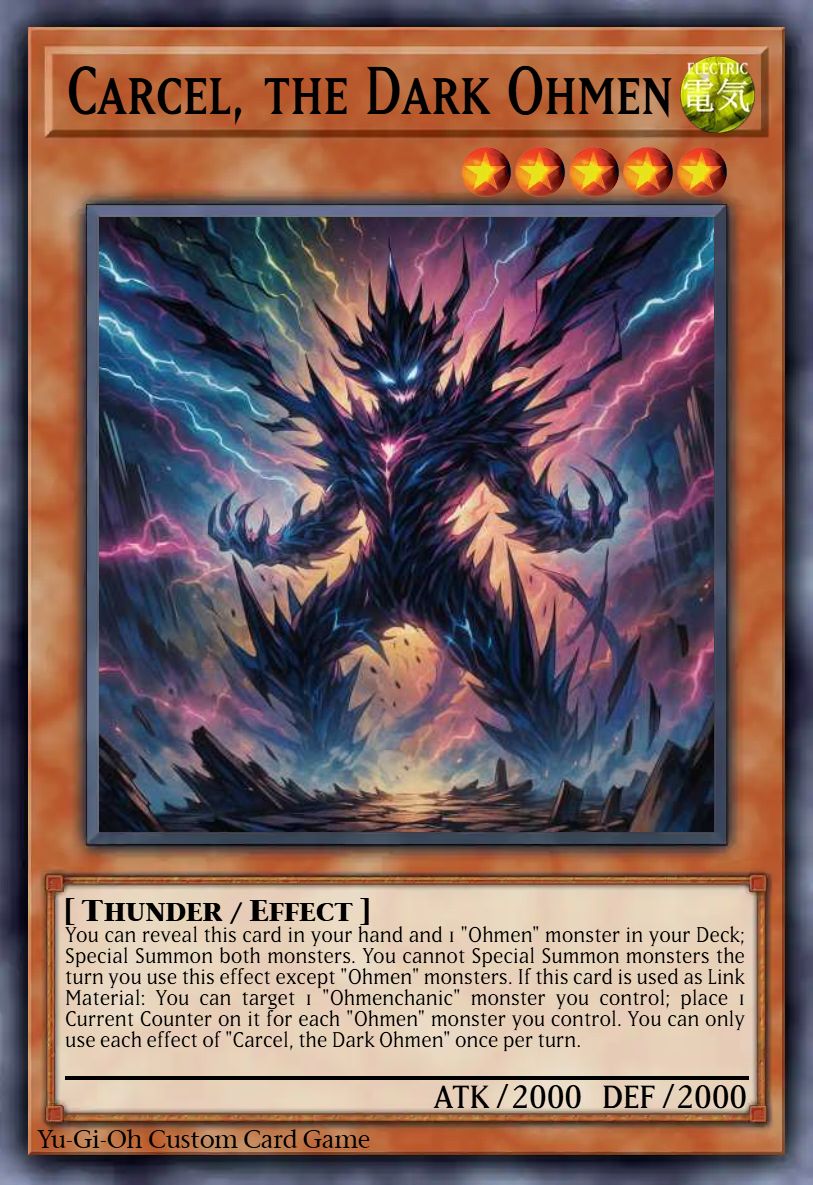 Carcel, the Dark Ohmen
ELECTRIC
電気
[ Thunder / Effect ]
You can reveal this card in your hand and 1 "Ohmen" monster in your Deck;
Special Summon both monsters. You cannot Special Summon monsters the
turn you use this effect except "Ohmen" monsters. If this card is used as Link
Material: You can target 1 "Ohmenchanic" monster you control; place 1
Current Counter on it for each "Ohmen" monster you control. You can only
use each effect of "Carcel, the Dark Ohmen" once per turn.
ATK / 2000 DEF / 2000
Yu-Gi-Oh Custom Card Game